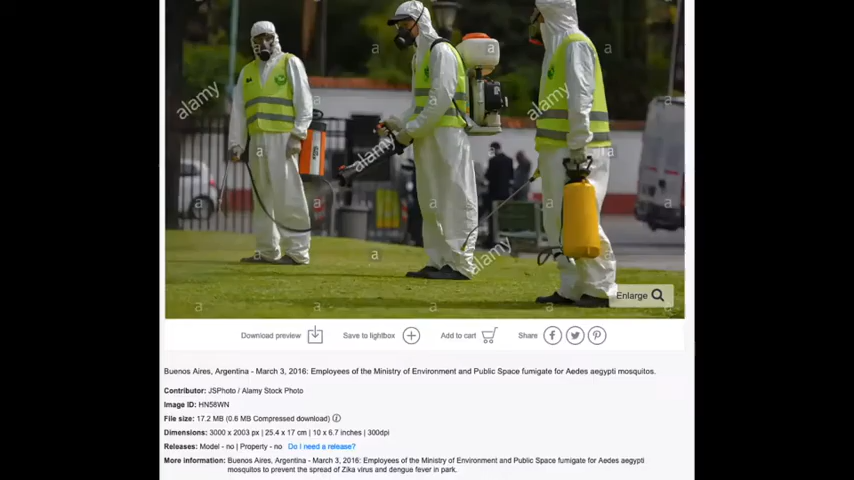 alamy
alamy
alamy
alamy
Enlarge
Download preview
Save to lightbox
Add to cart
Share
Buenos Aires, Argentina - March 3, 2016: Employees of the Ministry of Environment and Public Space fumigate for Aedes aegypti mosquitos.
Contributor: JSPhoto / Alamy Stock Photo
Image ID: HN58WN
File size: 17.2 MB (0.6 MB Compressed download)
Dimensions: 3000 x 2003 px | 25.4 x 17 cm | 10 x 6.7 inches | 300dpi
Releases: Model - no | Property - no Do I need a release?
More information: Buenos Aires, Argentina - March 3, 2016: Employees of the Ministry of Environment and Public Space fumigate for Aedes aegypti
mosquitos to prevent the spread of Zika virus and dengue fever in park.